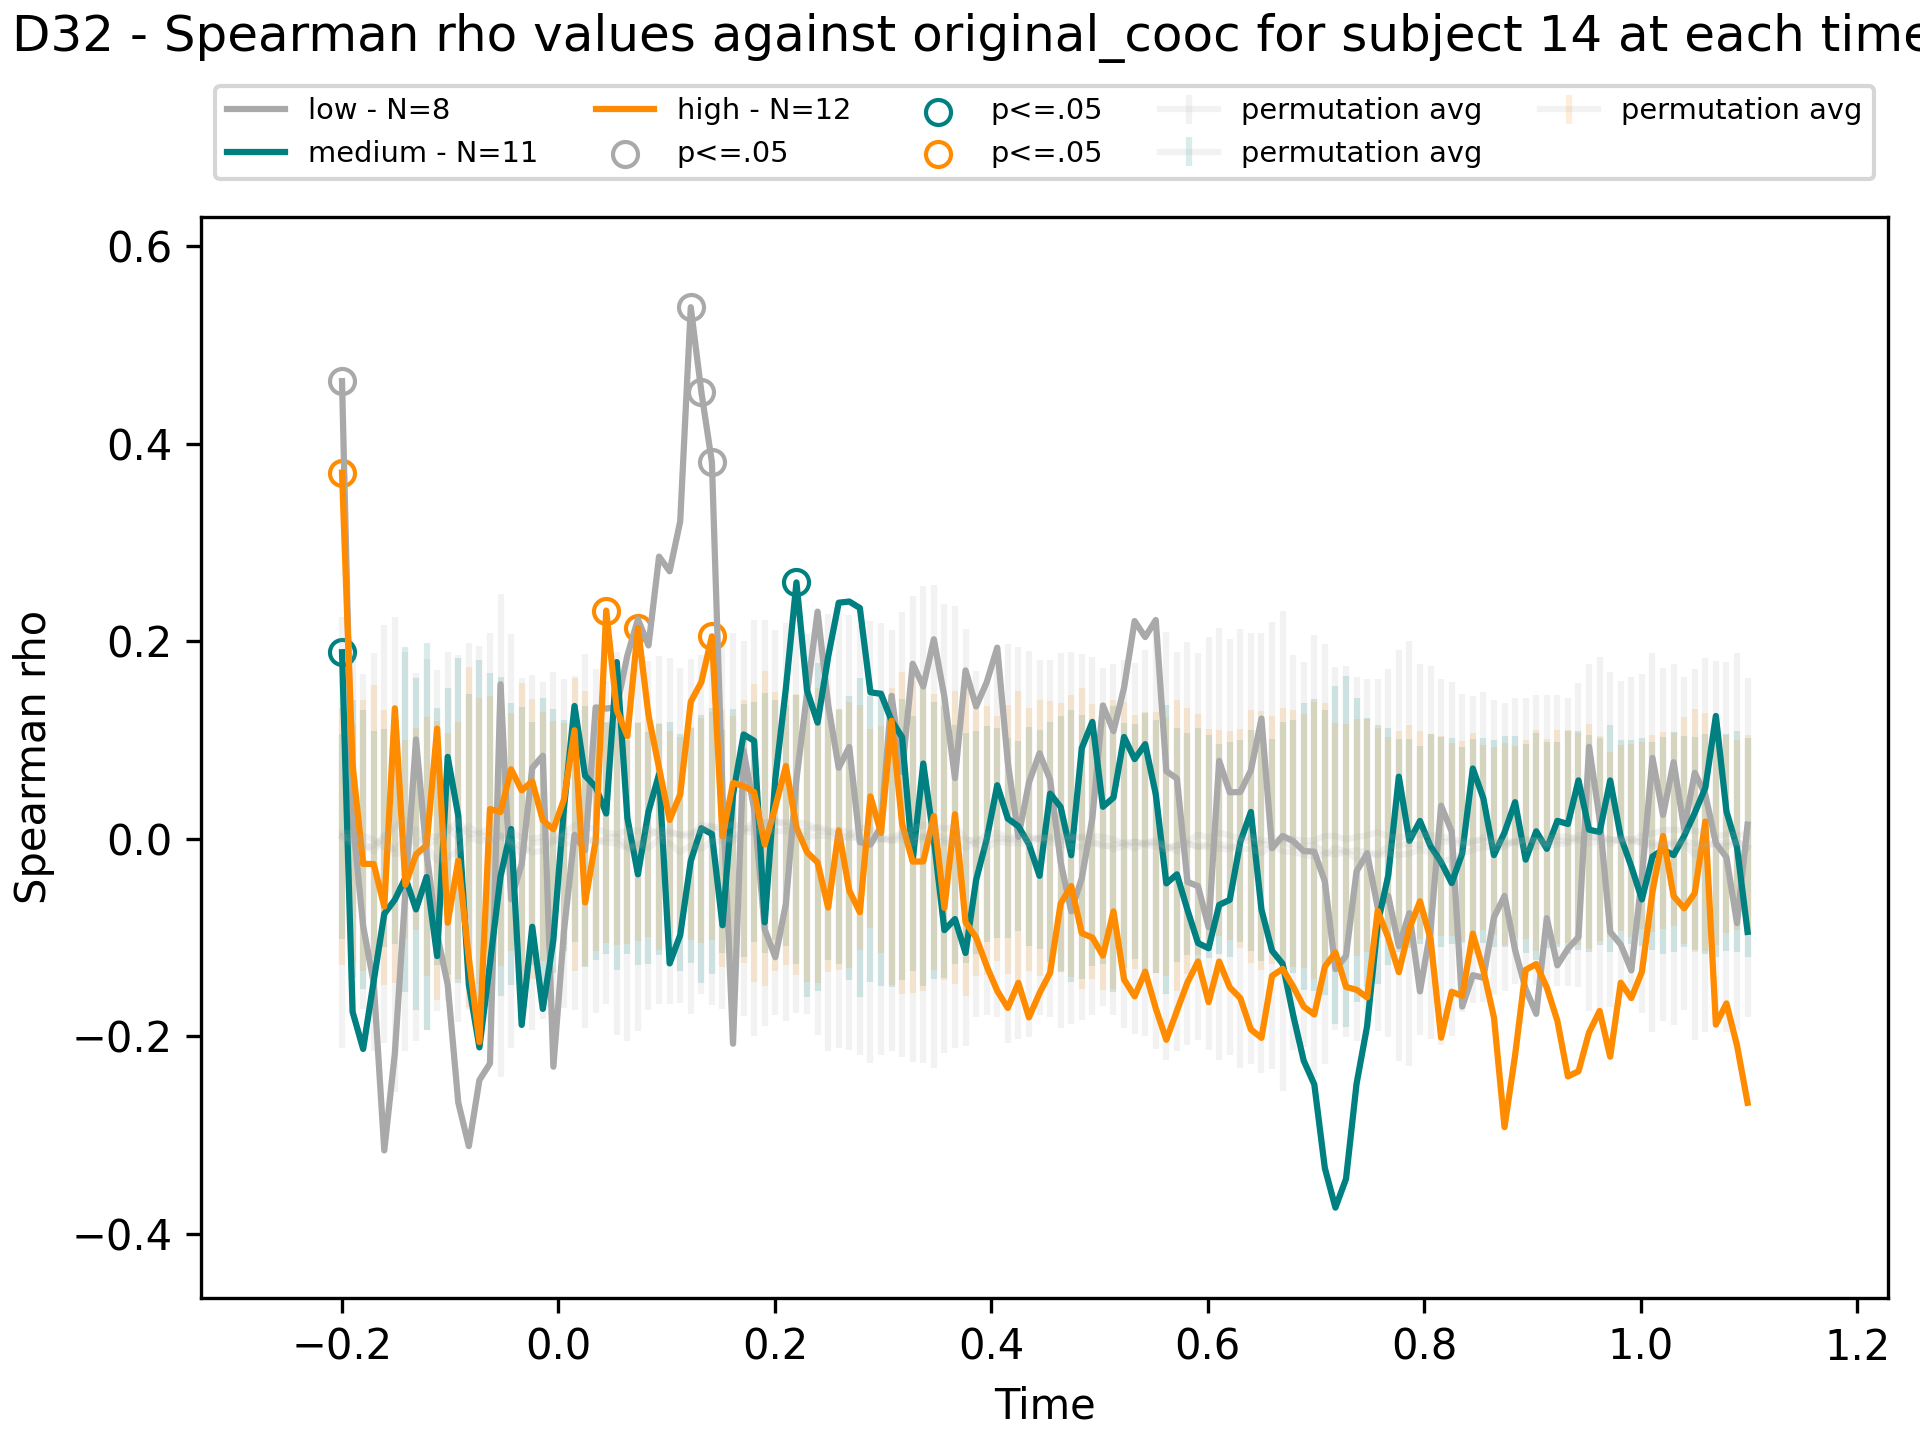 D32 - Spearman rho values against original_cooc for subject 14 at each time
low - N=8 high - N=12 p<=.05 permutation avg permutation avg
medium - N=11 p<=.05 p<=.05 permutation avg
0.6
0.4
0.2
0.0
−0.2
−0.4
Spearman rho
−0.2 0.0 0.2 0.4 0.6 0.8 1.0 1.2
Time